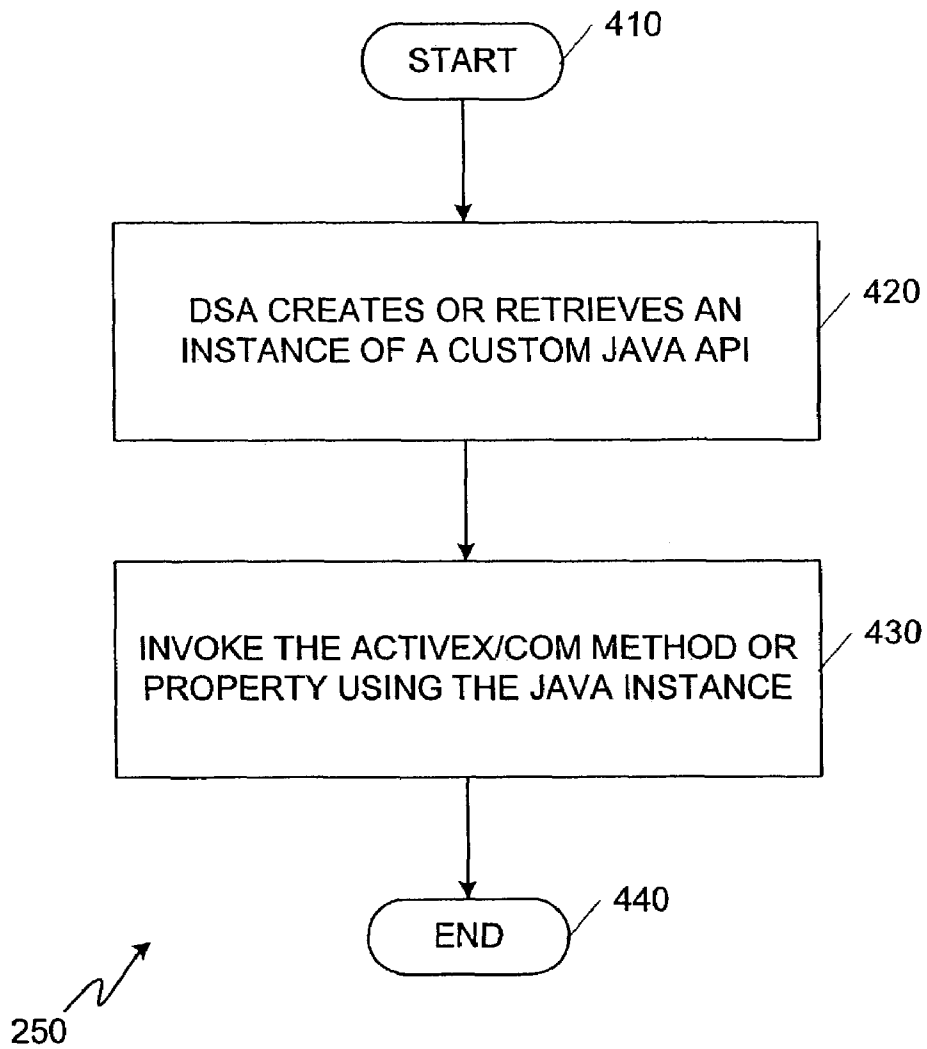 START
410
DSA CREATES OR RETRIEVES AN
INSTANCE OF A CUSTOM JAVA API
420
INVOKE THE ACTIVEX/COM METHOD OR
PROPERTY USING THE JAVA INSTANCE
430
END
440
250